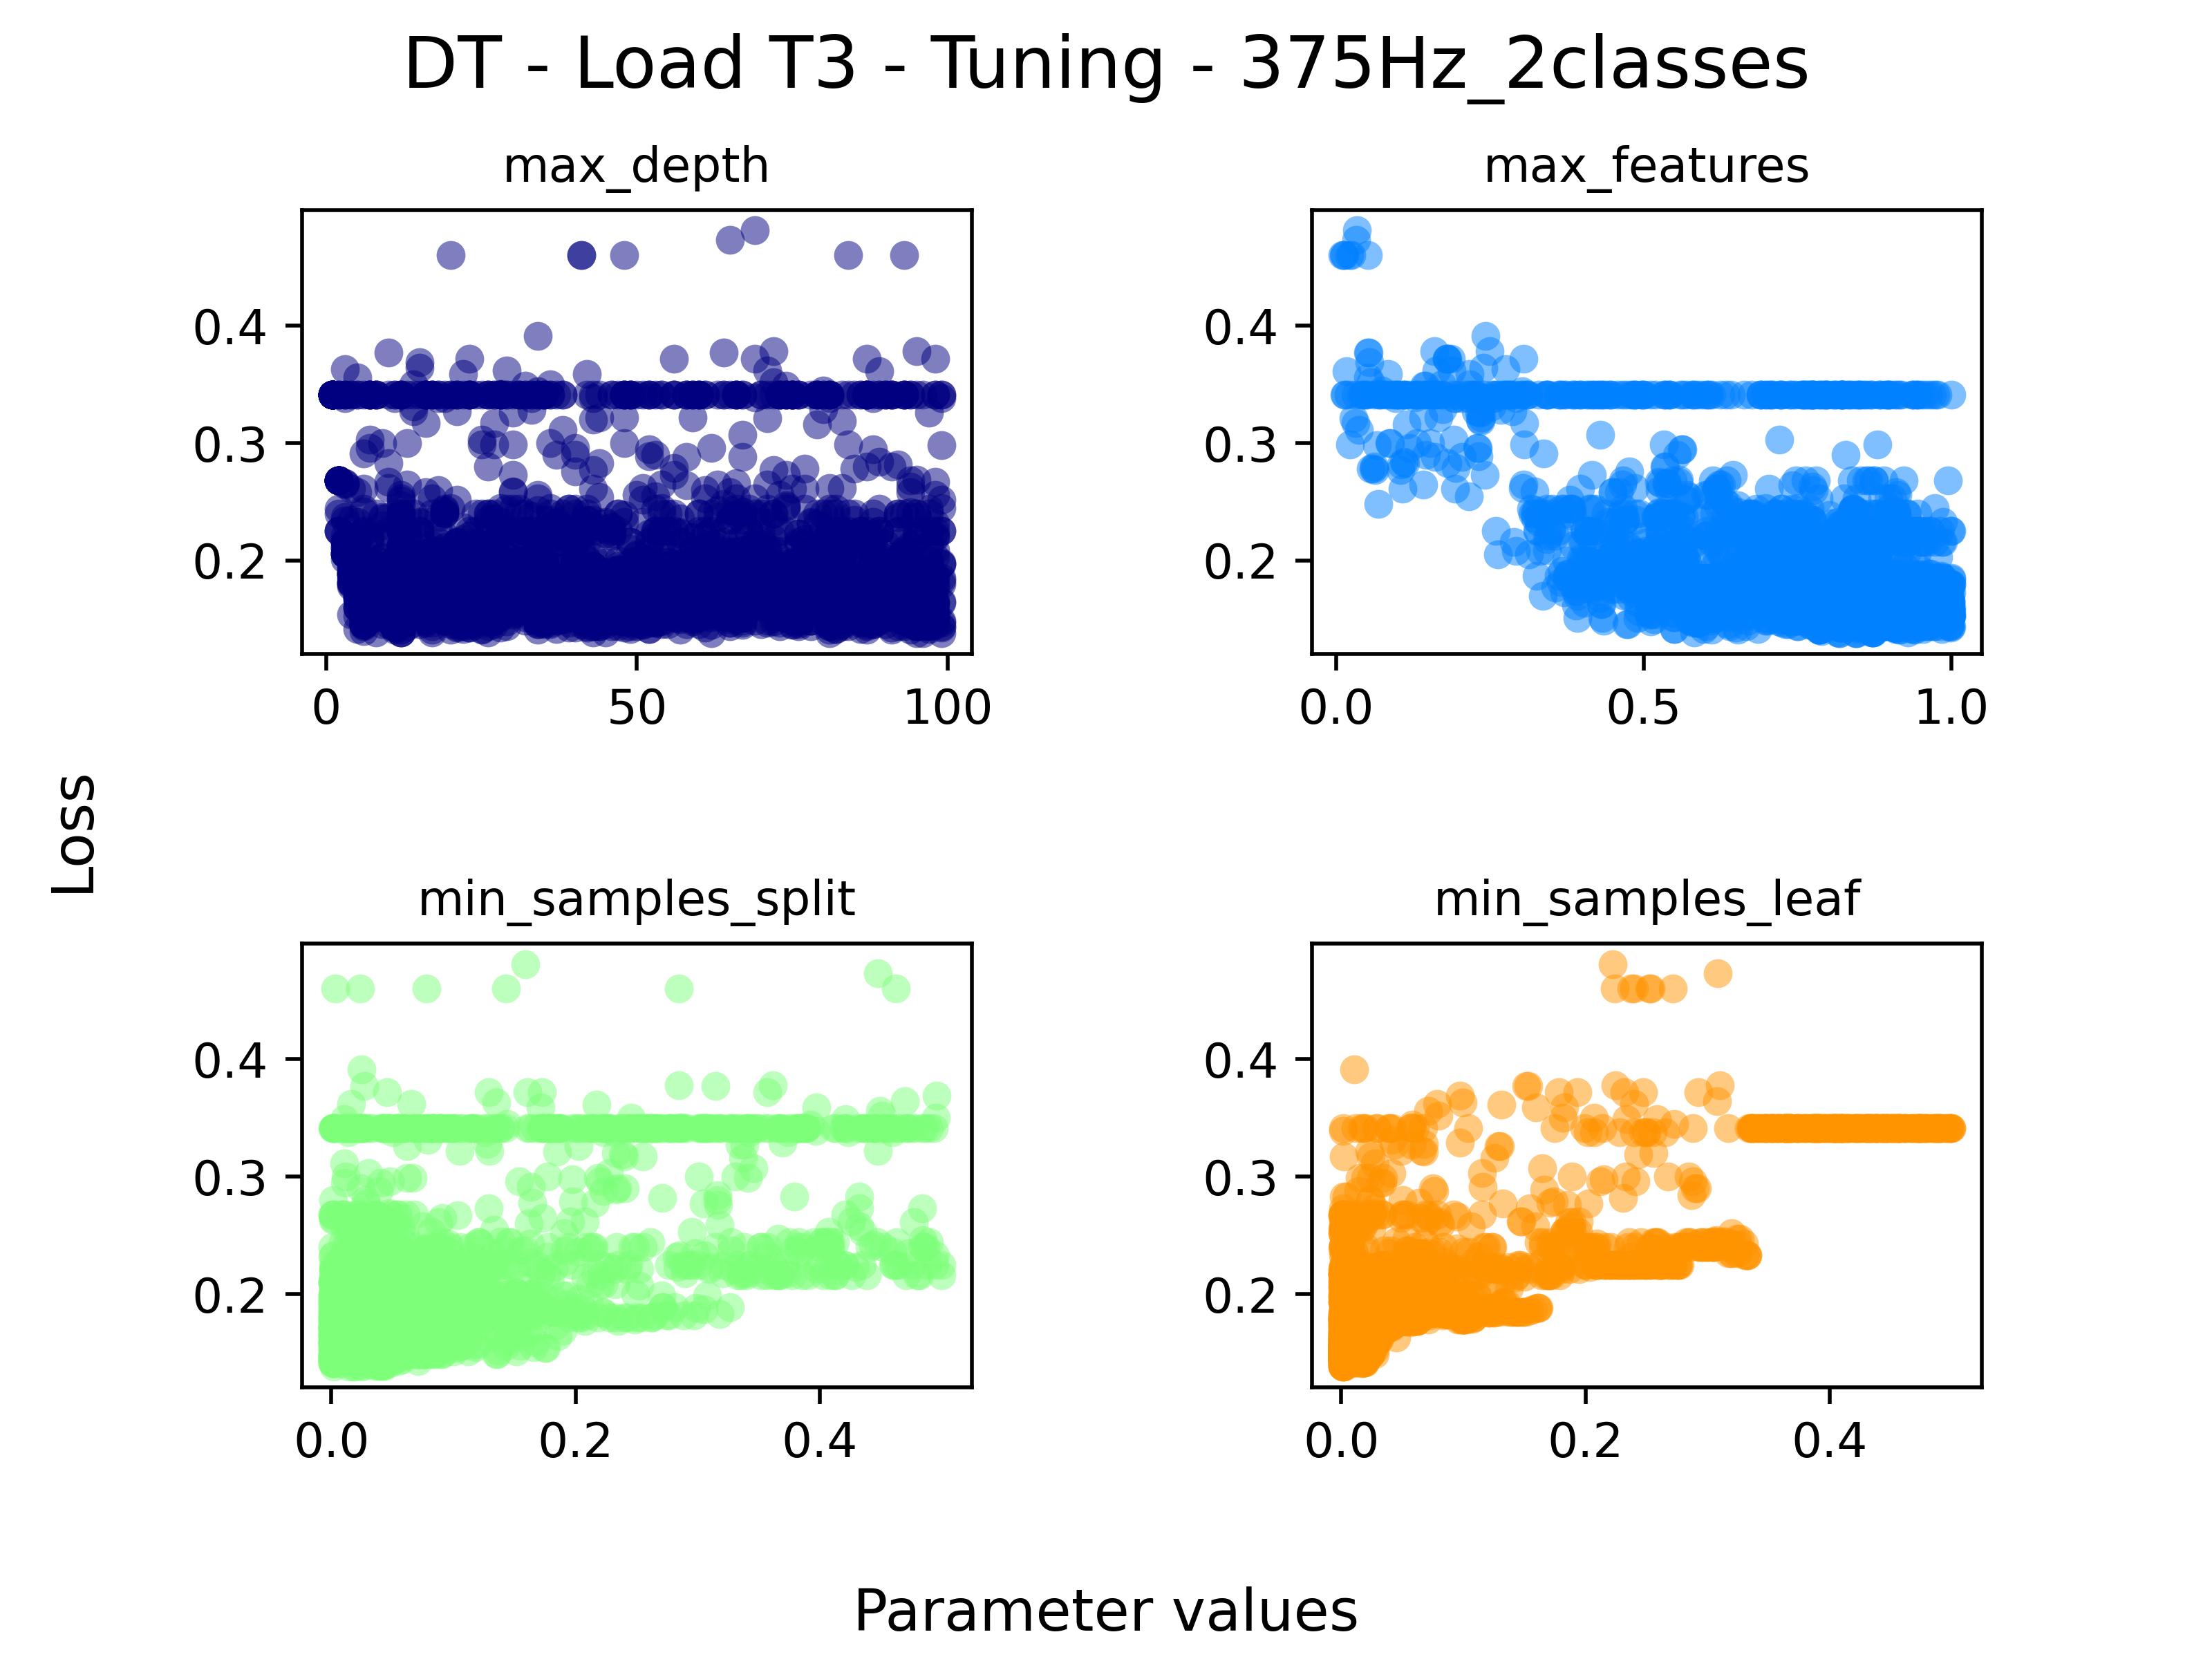 DT - Load T3 - Tuning - 375Hz_2classes
max_depth
max_features
0.4
0.3
0.2
0 50 100
0.4
0.3
0.2
0.0 0.5 1.0
Loss
min_samples_split
min_samples_leaf
0.4
0.3
0.2
0.0 0.2 0.4
0.4
0.3
0.2
0.0 0.2 0.4
Parameter values